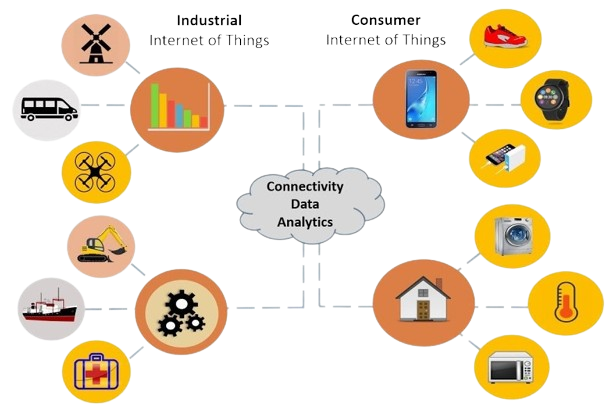 Industrial
Internet of Things
Consumer
Internet of Things
Connectivity
Data
Analytics